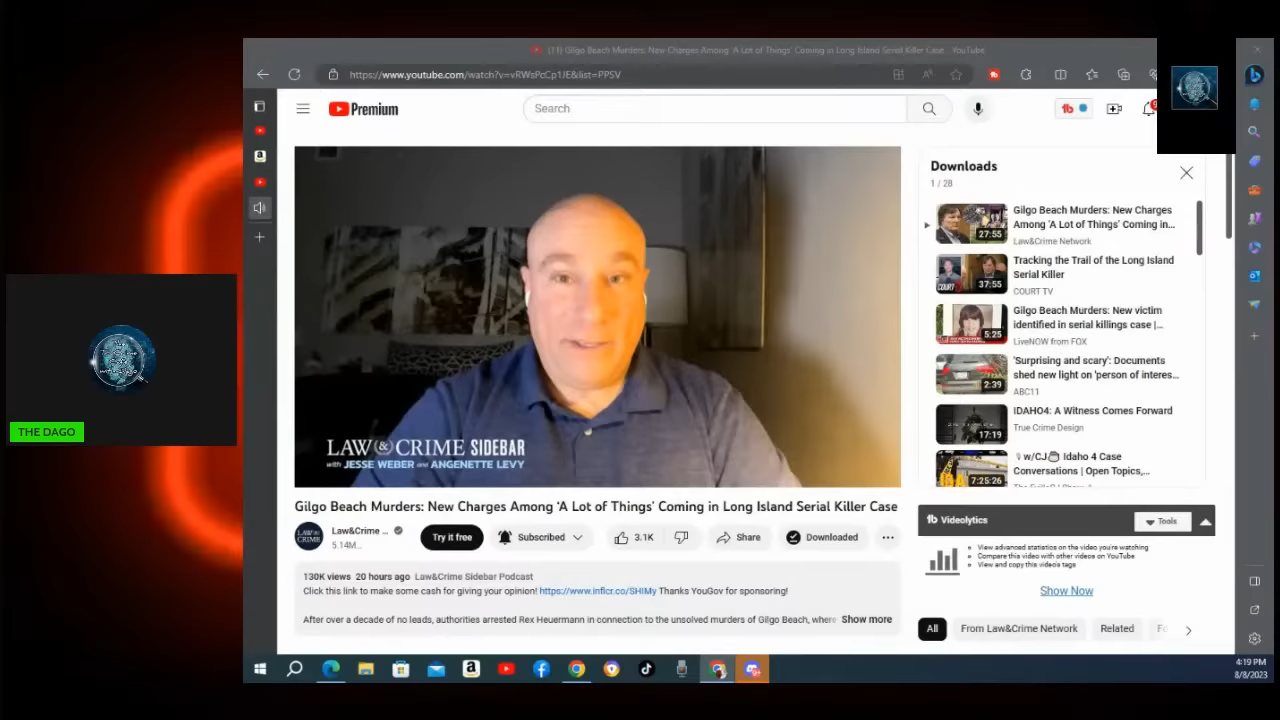 (11) Gilgo Beach Murders: New Charges Among 'A Lot of Things' Coming in Long Island Serial Killer Case - YouTube
https://www.youtube.com/watch?v=vRWsPcCp1JE&list=PPSV
Premium
Search
Downloads
1 / 28
Gilgo Beach Murders: New Charges
Among 'A Lot of Things' Coming in...
Law&Crime Network
27:55
Tracking the Trail of the Long Island
Serial Killer
COURT TV
37:55
Gilgo Beach Murders: New victim
identified in serial killings case |...
LiveNOW from FOX
5:25
'Surprising and scary': Documents
shed new light on 'person of interes...
ABC11
2:39
IDAHO4: A Witness Comes Forward
True Crime Design
17:19
w/CJ Idaho 4 Case
Conversations | Open Topics,...
7:25:26
THE DAGO
LAW & CRIME SIDEBAR
with JESSE WEBER and ANGENETTE LEVY
Gilgo Beach Murders: New Charges Among 'A Lot of Things' Coming in Long Island Serial Killer Case
LAW &
CRIME
Law&Crime ...
5.14M...
Try it free
Subscribed
3.1K
Share
Downloaded
130K views 20 hours ago Law&Crime Sidebar Podcast
Click this link to make some cash for giving your opinion! https://www.inflcr.co/SHIMy Thanks YouGov for sponsoring!
After over a decade of no leads, authorities arrested Rex Heuermann in connection to the unsolved murders of Gilgo Beach, where Show more
Videolytics
Tools
View advanced statistics on the video you're watching
Compare this video with other videos on YouTube
View and copy this video's tags
Show Now
All
From Law&Crime Network
Related
Fo
4:19 PM
8/8/2023